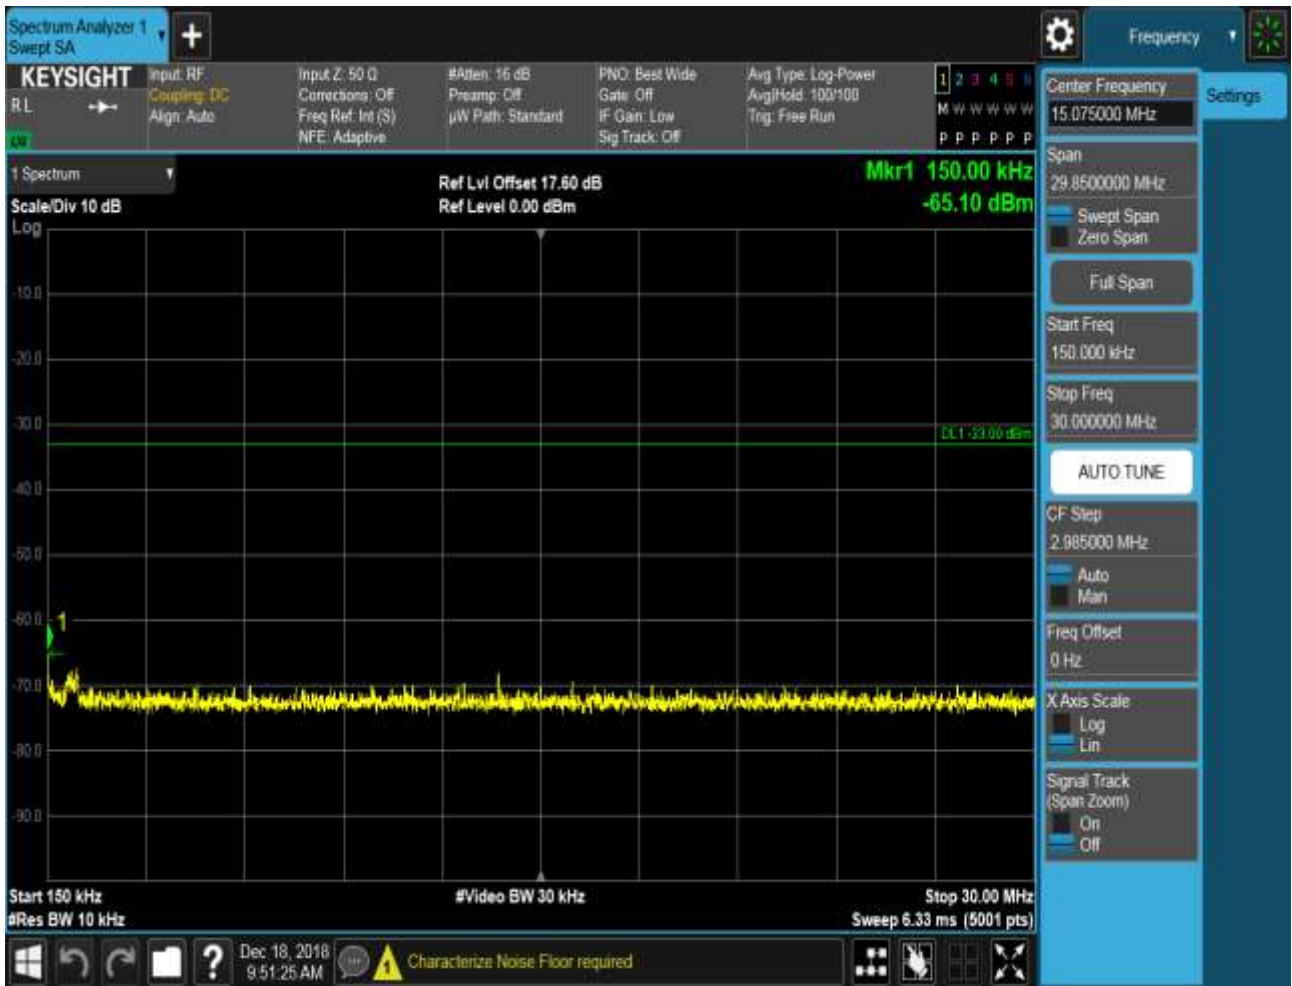 Spectrum Analyzer 1
Swept SA
Frequency
KEYSIGHT
RL
Input: RF
Coupling: DC
Align: Auto
Input Z: 50 Ω
Corrections: Off
Freq Ref: Int (S)
NFE: Adaptive
#Atten: 16 dB
Preamp: Off
µW Path: Standard
PNO: Best Wide
Gate: Off
IF Gain: Low
Sig Track: Off
Avg Type: Log-Power
Avg|Hold: 100/100
Trig: Free Run
1 2 3 4 5 6
M W W W W W
P P P P P P
1 Spectrum
Scale/Div 10 dB
Log
Ref Lvl Offset 17.60 dB
Ref Level 0.00 dBm
Mkr1 150.00 kHz
-65.10 dBm
-10.0
-20.0
-30.0
DL1 -33.00 dBm
-40.0
-50.0
-60.0
1
-70.0
-80.0
-90.0
Start 150 kHz
#Res BW 10 kHz
#Video BW 30 kHz
Stop 30.00 MHz
Sweep 6.33 ms (5001 pts)
Center Frequency
15.075000 MHz
Settings
Span
29.8500000 MHz
Swept Span
Zero Span
Full Span
Start Freq
150.000 kHz
Stop Freq
30.000000 MHz
AUTO TUNE
CF Step
2.985000 MHz
Auto
Man
Freq Offset
0 Hz
X Axis Scale
Log
Lin
Signal Track
(Span Zoom)
On
Off
?
Dec 18, 2018
9:51:25 AM
1
Characterize Noise Floor required